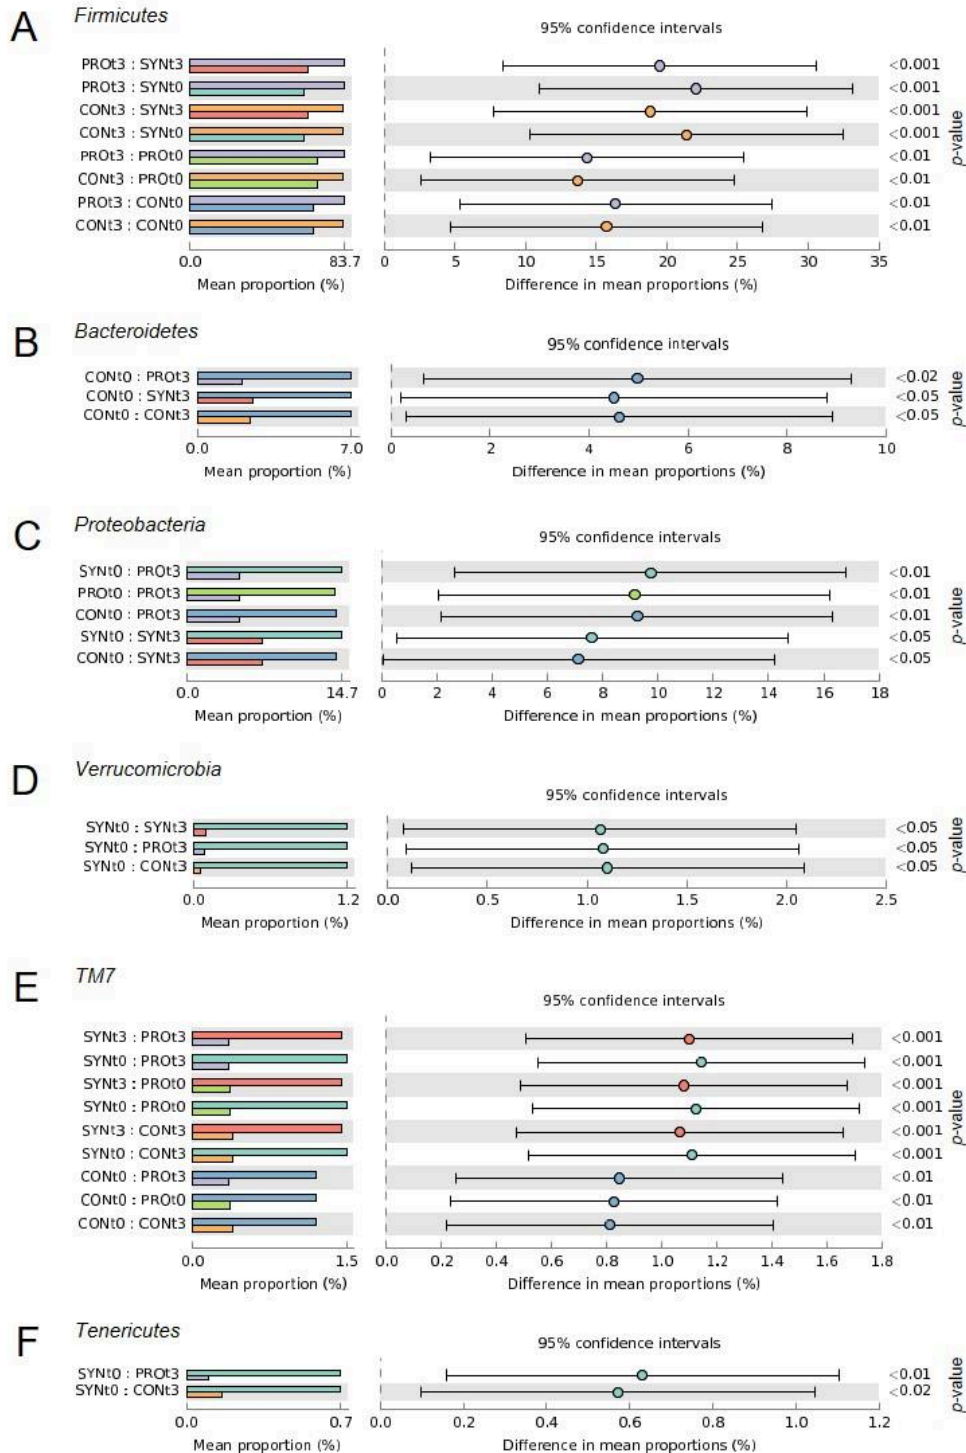 A Firmicutes
95% confidence intervals
PROt3 : SYNt3 <0.001
PROt3 : SYNt0 <0.001
CONt3 : SYNt3 <0.001
CONt3 : SYNt0 <0.001
PROt3 : PROt0 <0.01
CONt3 : PROt0 <0.01
PROt3 : CONt0 <0.01
CONt3 : CONt0 <0.01
p-value
0.0 83.7 0 5 10 15 20 25 30 35
Mean proportion (%) Difference in mean proportions (%)
B Bacteroidetes
95% confidence intervals
CONt0 : PROt3 <0.02
CONt0 : SYNt3 <0.05
CONt0 : CONt3 <0.05
p-value
0.0 7.0 0 2 4 6 8 10
Mean proportion (%) Difference in mean proportions (%)
C Proteobacteria
95% confidence intervals
SYNt0 : PROt3 <0.01
PROt0 : PROt3 <0.01
CONt0 : PROt3 <0.01
SYNt0 : SYNt3 <0.05
CONt0 : SYNt3 <0.05
p-value
0.0 14.7 0 2 4 6 8 10 12 14 16 18
Mean proportion (%) Difference in mean proportions (%)
D Verrucomicrobia
95% confidence intervals
SYNt0 : SYNt3 <0.05
SYNt0 : PROt3 <0.05
SYNt0 : CONt3 <0.05
p-value
0.0 1.2 0.0 0.5 1.0 1.5 2.0 2.5
Mean proportion (%) Difference in mean proportions (%)
E TM7
95% confidence intervals
SYNt3 : PROt3 <0.001
SYNt0 : PROt3 <0.001
SYNt3 : PROt0 <0.001
SYNt0 : PROt0 <0.001
SYNt3 : CONt3 <0.001
SYNt0 : CONt3 <0.001
CONt0 : PROt3 <0.01
CONt0 : PROt0 <0.01
CONt0 : CONt3 <0.01
p-value
0.0 1.5 0.0 0.2 0.4 0.6 0.8 1.0 1.2 1.4 1.6 1.8
Mean proportion (%) Difference in mean proportions (%)
F Tenericutes
95% confidence intervals
SYNt0 : PROt3 <0.01
SYNt0 : CONt3 <0.02
p-value
0.0 0.7 0.0 0.2 0.4 0.6 0.8 1.0 1.2
Mean proportion (%) Difference in mean proportions (%)